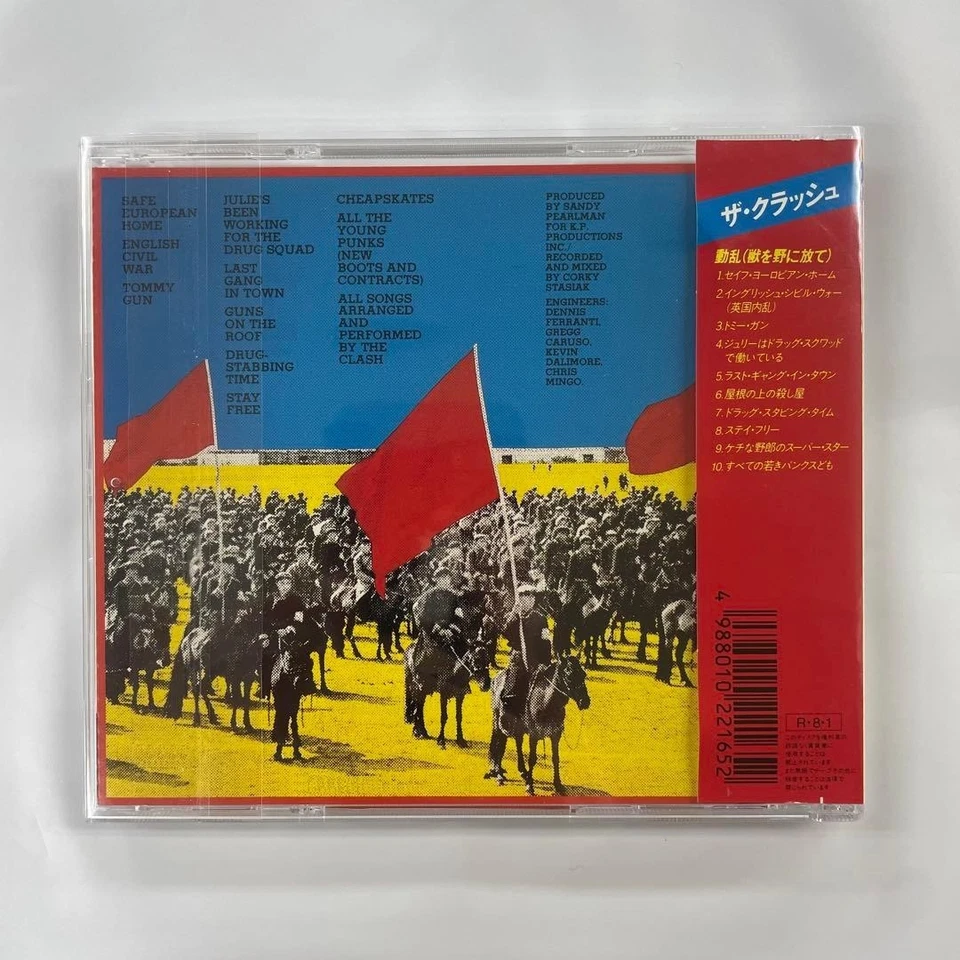 SAFE
EUROPEAN
HOME
ENGLISH
CIVIL
WAR
TOMMY
GUN
JULIE'S
BEEN
WORKING
FOR THE
DRUG SQUAD
LAST
GANG
IN TOWN
GUNS
ON THE
ROOF
DRUG-
STABBING
TIME
STAY
FREE
CHEAPSKATES
ALL THE
YOUNG
PUNKS
(NEW
BOOTS AND
CONTRACTS)
ALL SONGS
ARRANGED
AND
PERFORMED
BY THE
CLASH
PRODUCED
BY SANDY
PEARLMAN
FOR K.P.
PRODUCTIONS
INC./
RECORDED
AND MIXED
BY CORKY
STASIAK
ENGINEERS:
DENNIS
FERRANTI,
GREGG
CARUSO,
KEVIN
DALIMORE,
CHRIS
MINGO.
ザ・クラッシュ
動乱(獣を野に放て)
1.セイフ・ヨーロピアン・ホーム
2.イングリッシュ・シビル・ウォー
(英国内乱)
3.トミー・ガン
4.ジュリーはドラッグ・スクワッド
で働いている
5.ラスト・ギャング・イン・タウン
6.屋根の上の殺し屋
7.ドラッグ・スタビング・タイム
8.ステイ・フリー
9.ケチな野郎のスーパー・スター
10.すべての若きパンクスども
4 988010 221652
R・8・1